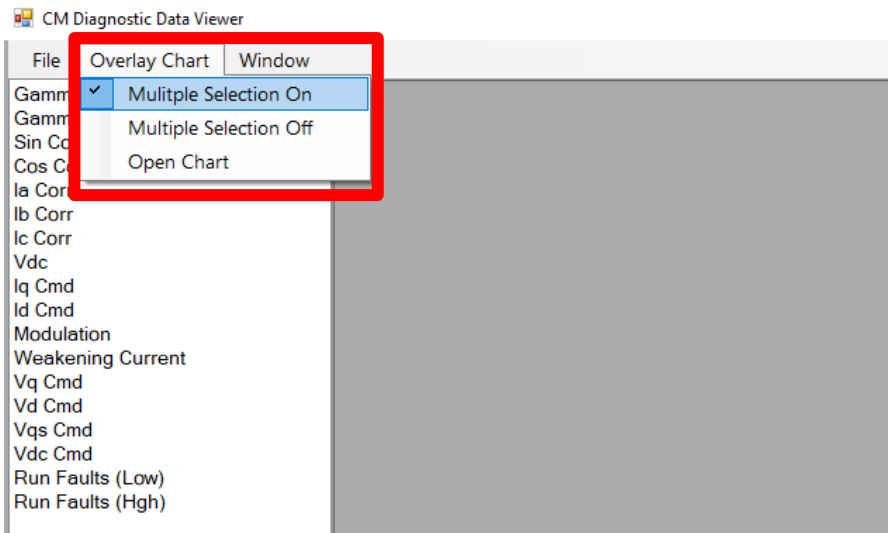 CM Diagnostic Data Viewer
File Overlay Chart Window
Mulitple Selection On
Multiple Selection Off
Open Chart
Ib Corr
Ic Corr
Vdc
Iq Cmd
Id Cmd
Modulation
Weakening Current
Vq Cmd
Vd Cmd
Vqs Cmd
Vdc Cmd
Run Faults (Low)
Run Faults (Hgh)